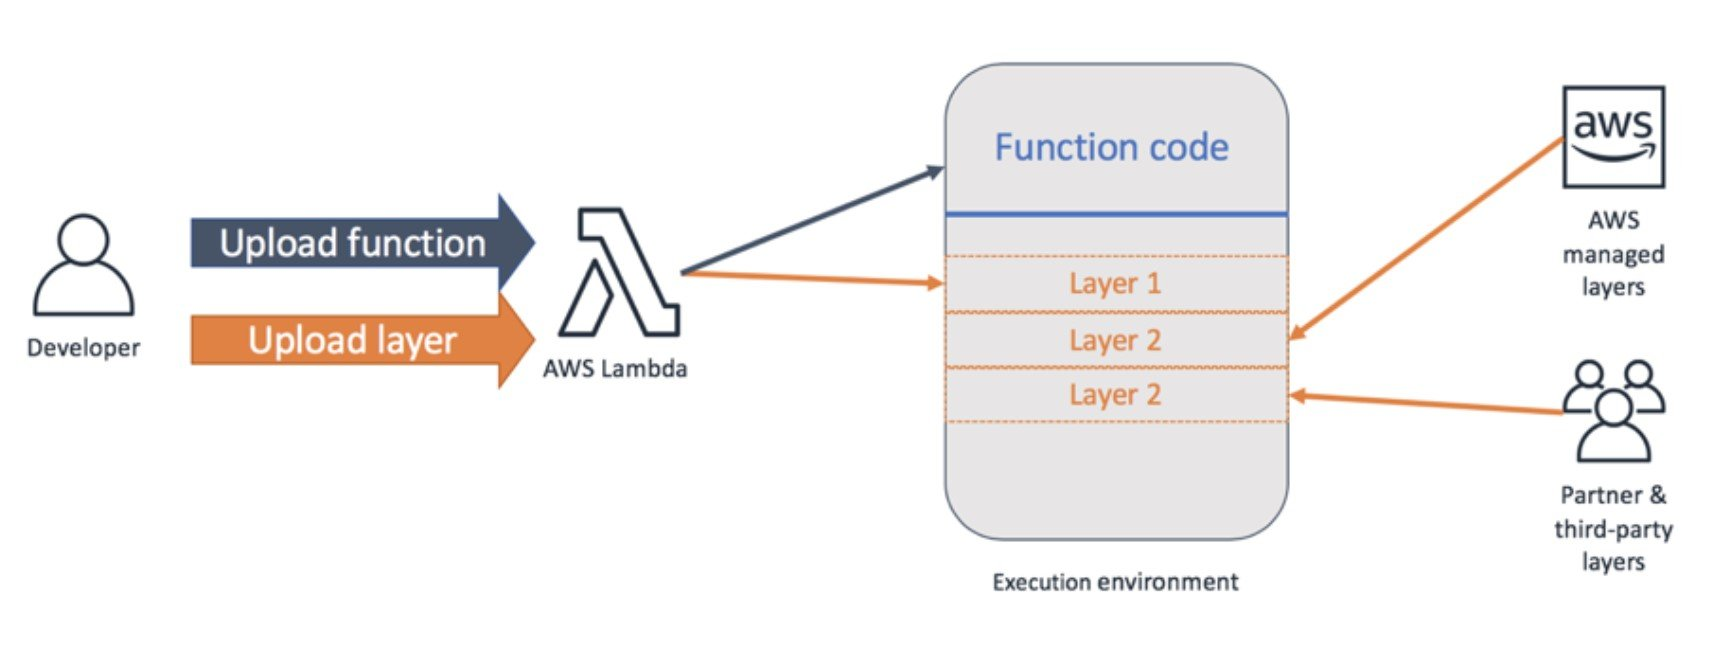 Upload function
Upload layer
Developer
AWS Lambda
Function code
Layer 1
Layer 2
Layer 2
Execution environment
aws
AWS
managed
layers
Partner &
third-party
layers